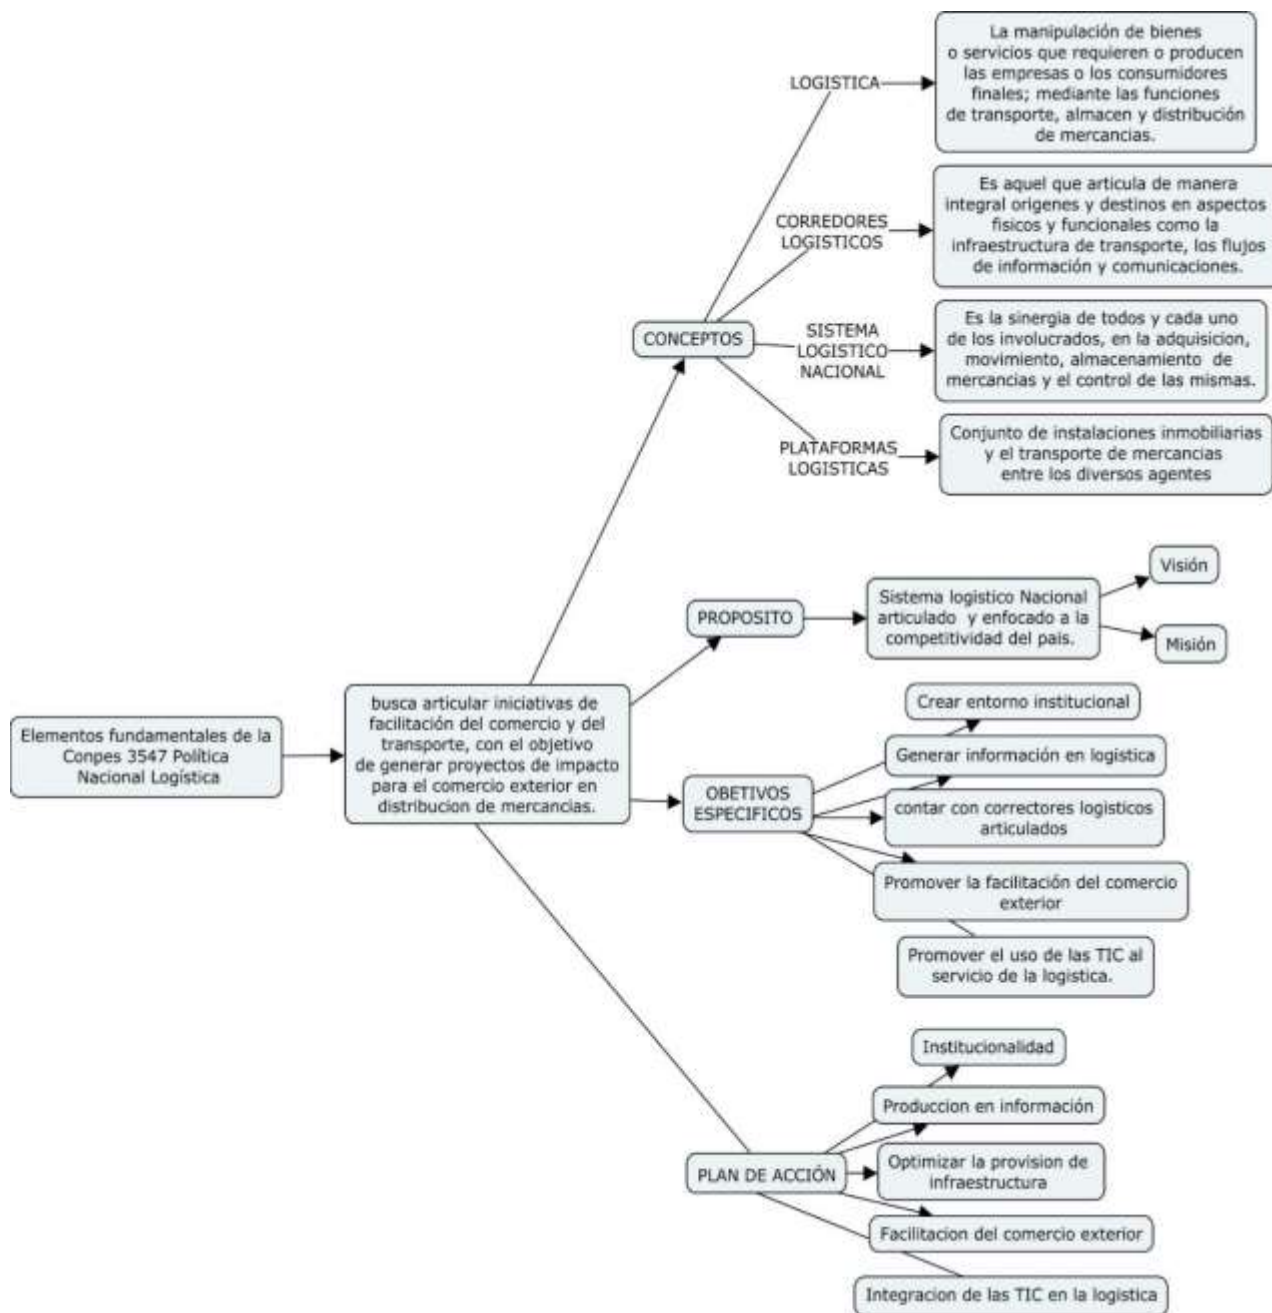 La manipulación de bienes
o servicios que requieren o producen
las empresas o los consumidores
finales; mediante las funciones
de transporte, almacen y distribución
de mercancias.
LOGISTICA
Es aquel que articula de manera
integral origenes y destinos en aspectos
fisicos y funcionales como la
infraestructura de transporte, los flujos
de información y comunicaciones.
CORREDORES
LOGISTICOS
CONCEPTOS
SISTEMA
LOGISTICO
NACIONAL
Es la sinergia de todos y cada uno
de los involucrados, en la adquisicion,
movimiento, almacenamiento de
mercancias y el control de las mismas.
PLATAFORMAS
LOGISTICAS
Conjunto de instalaciones inmobiliarias
y el transporte de mercancias
entre los diversos agentes
PROPOSITO
Sistema logistico Nacional
articulado y enfocado a la
competitividad del pais.
Visión
Misión
Elementos fundamentales de la
Conpes 3547 Política
Nacional Logística
busca articular iniciativas de
facilitación del comercio y del
transporte, con el objetivo
de generar proyectos de impacto
para el comercio exterior en
distribucion de mercancias.
OBETIVOS
ESPECIFICOS
Crear entorno institucional
Generar información en logistica
contar con correctores logisticos
articulados
Promover la facilitación del comercio
exterior
Promover el uso de las TIC al
servicio de la logistica.
PLAN DE ACCIÓN
Institucionalidad
Produccion en información
Optimizar la provision de
infraestructura
Facilitacion del comercio exterior
Integracion de las TIC en la logistica